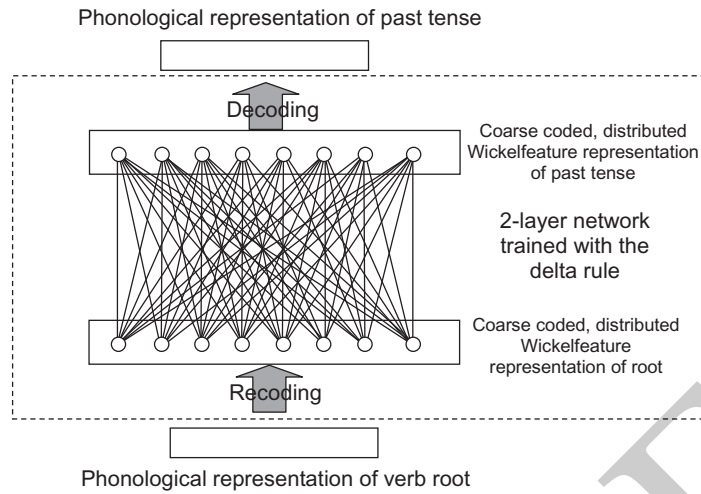 Phonological representation of past tense
Decoding
Coarse coded, distributed
Wickelfeature representation
of past tense
2-layer network
trained with the
delta rule
Coarse coded, distributed
Wickelfeature
representation of root
Recoding
Phonological representation of verb root